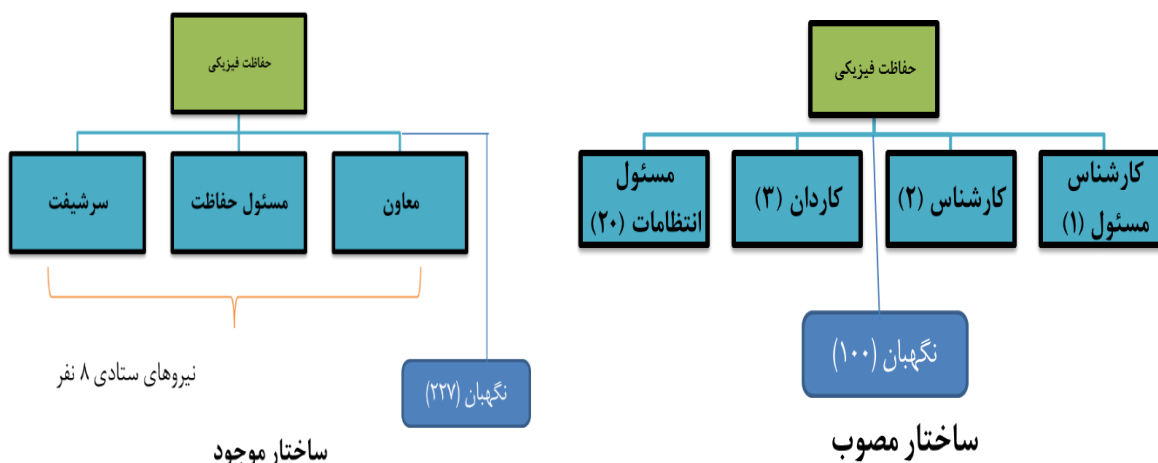 حفاظت فیزیکی
کارشناس
مسئول (۱)
کارشناس (۲)
کاردان (۳)
مسئول
انتظامات (۲۰)
نگهبان (۱۰۰)
ساختار مصوب
حفاظت فیزیکی
معاون
مسئول حفاظت
سرشیفت
نیروهای ستادی ۸ نفر
نگهبان (۲۲۷)
ساختار موجود